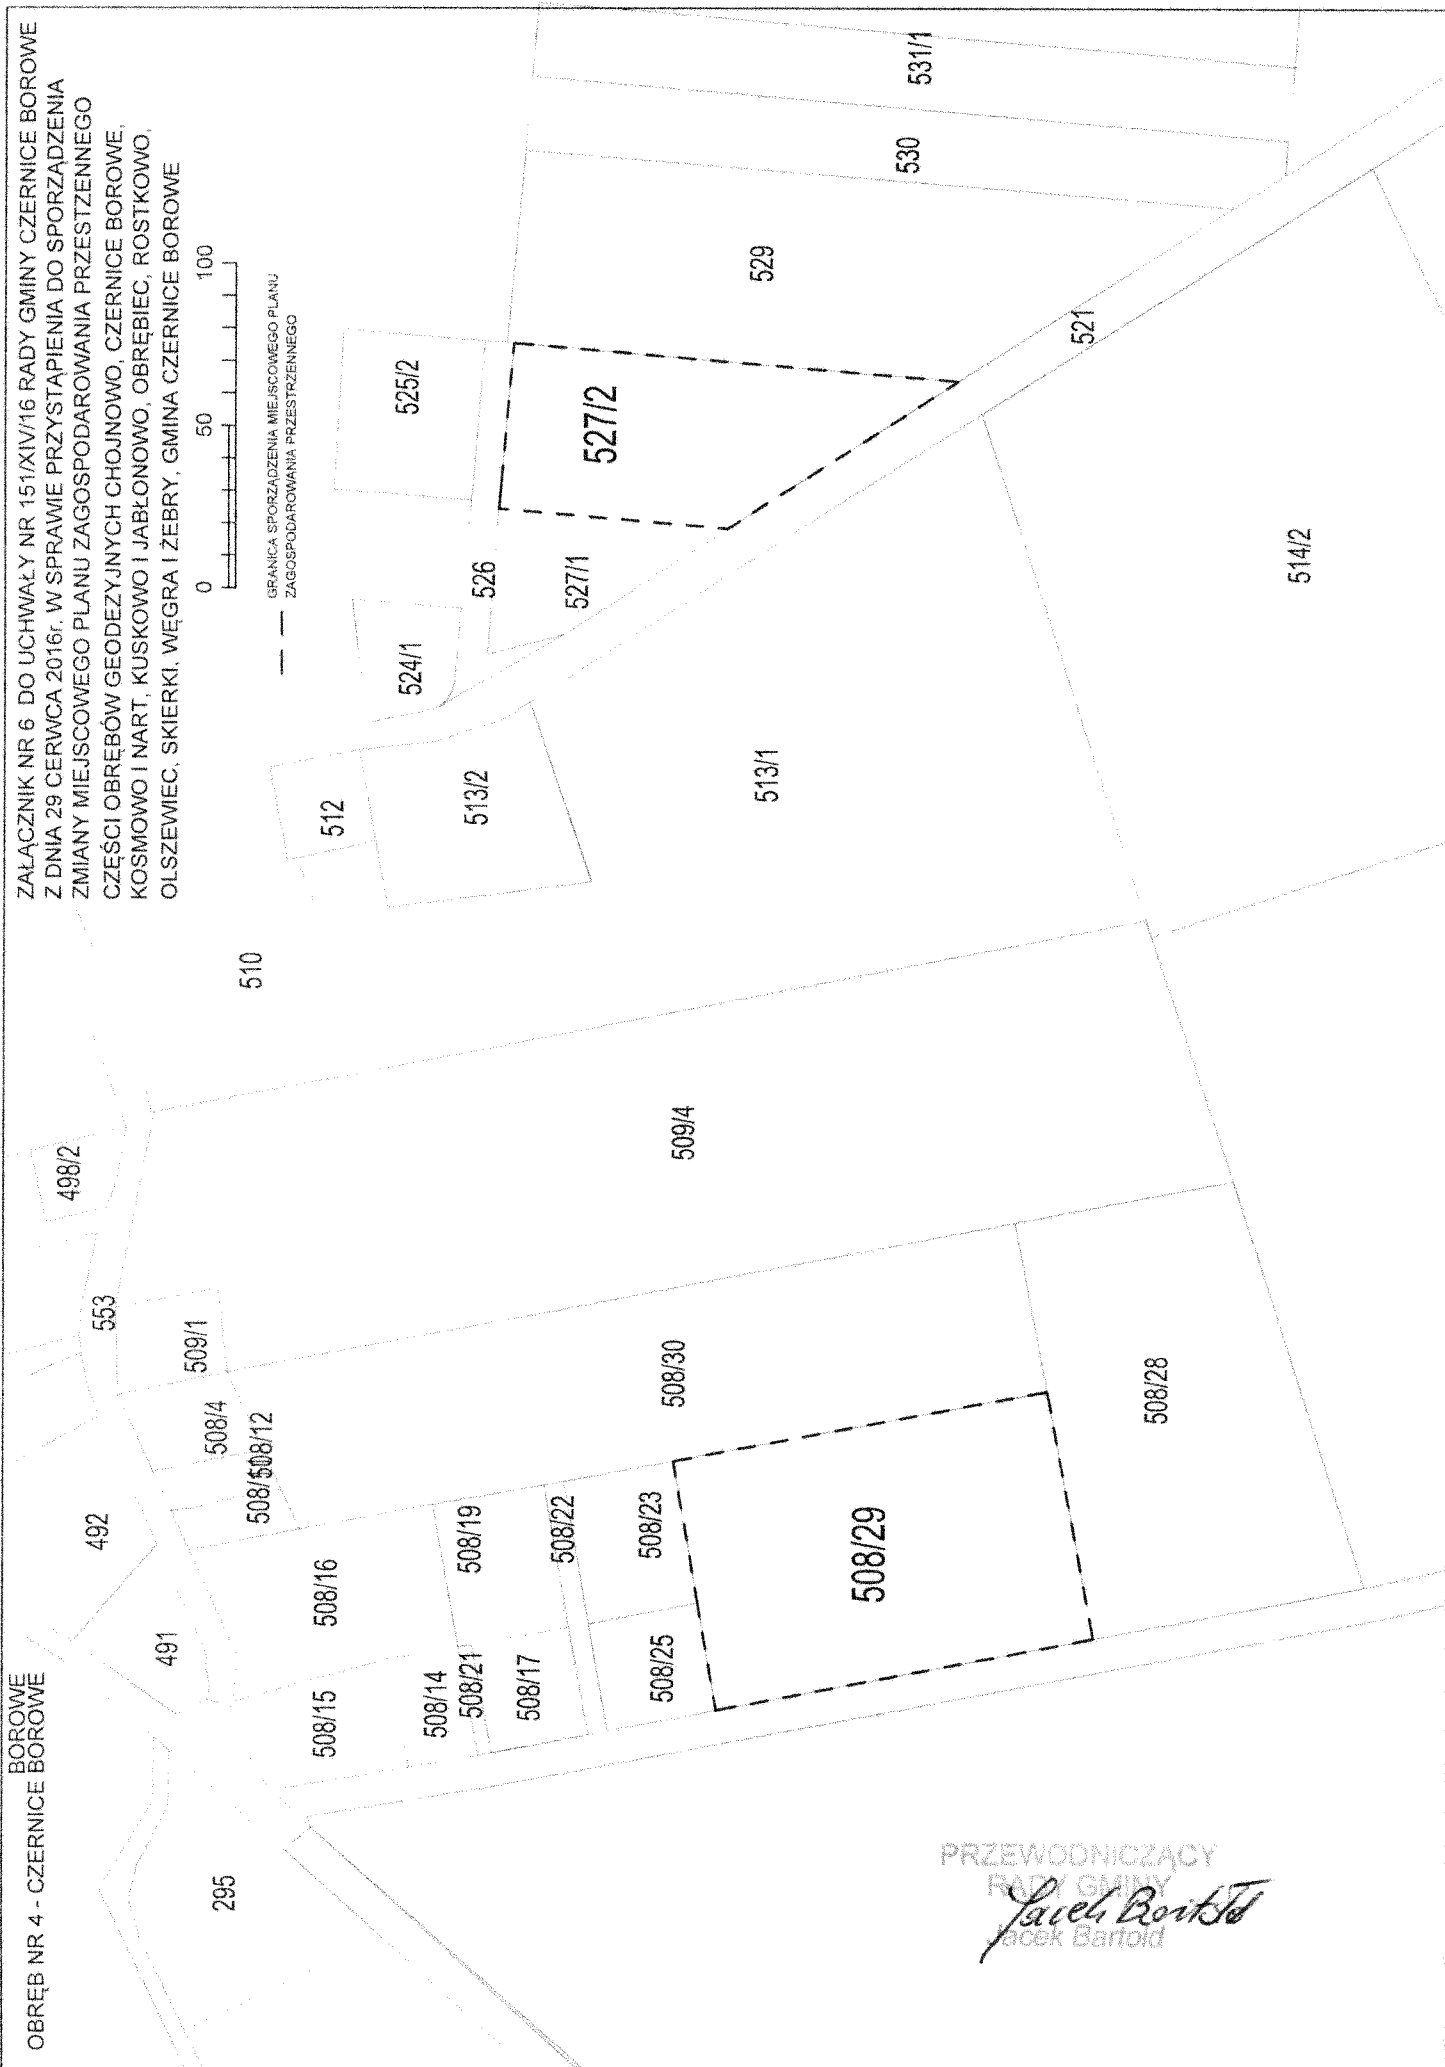 BOROWE
OBRĘB NR 4 - CZERNICE BOROWE
ZAŁĄCZNIK NR 6 DO UCHWAŁY NR 151/XIV/16 RADY GMINY CZERNICE BOROWE
Z DNIA 29 CERWCA 2016r. W SPRAWIE PRZYSTĄPIENIA DO SPORZĄDZENIA
ZMIANY MIEJSCOWEGO PLANU ZAGOSPODAROWANIA PRZESTZENNEGO
CZĘŚCI OBRĘBÓW GEODEZYJNYCH CHOJNOWO, CZERNICE BOROWE,
KOSMOWO I NART, KUSKOWO I JABŁONOWO, OBRĘBIEC, ROSTKOWO,
OLSZEWIEC, SKIERKI, WĘGRA I ŻEBRY, GMINA CZERNICE BOROWE
0 50 100
GRANICA SPORZĄDZENIA MIEJSCOWEGO PLANU
ZAGOSPODAROWANIA PRZESTRZENNEGO
498/2
553
492
491
295
510
509/1
508/4
508/12
508/16
508/15
508/14
508/21
508/19
508/17
508/22
508/23
508/25
508/30
508/29
508/28
509/4
512
513/2
513/1
514/2
524/1
525/2
526
527/1
527/2
529
530
531/1
521
PRZEWODNICZĄCY
RADY GMINY
Jacek Bartold